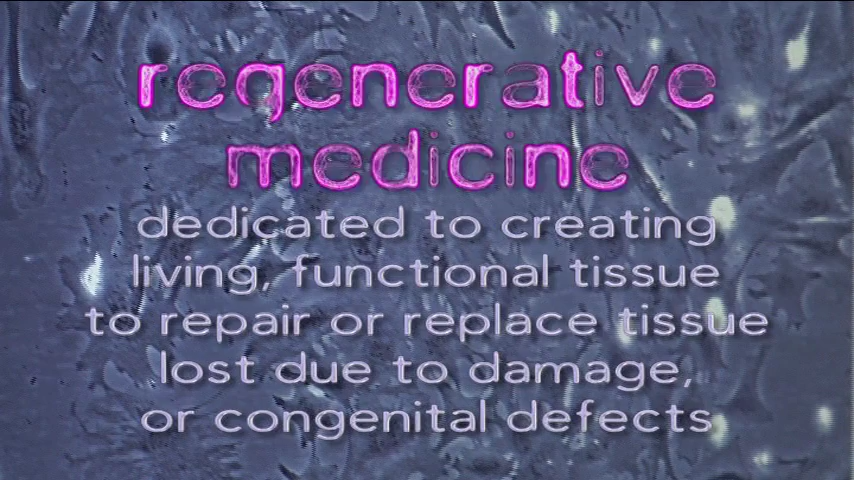 regenerative
medicine
dedicated to creating
living, functional tissue
to repair or replace tissue
lost due to damage,
or congenital defects